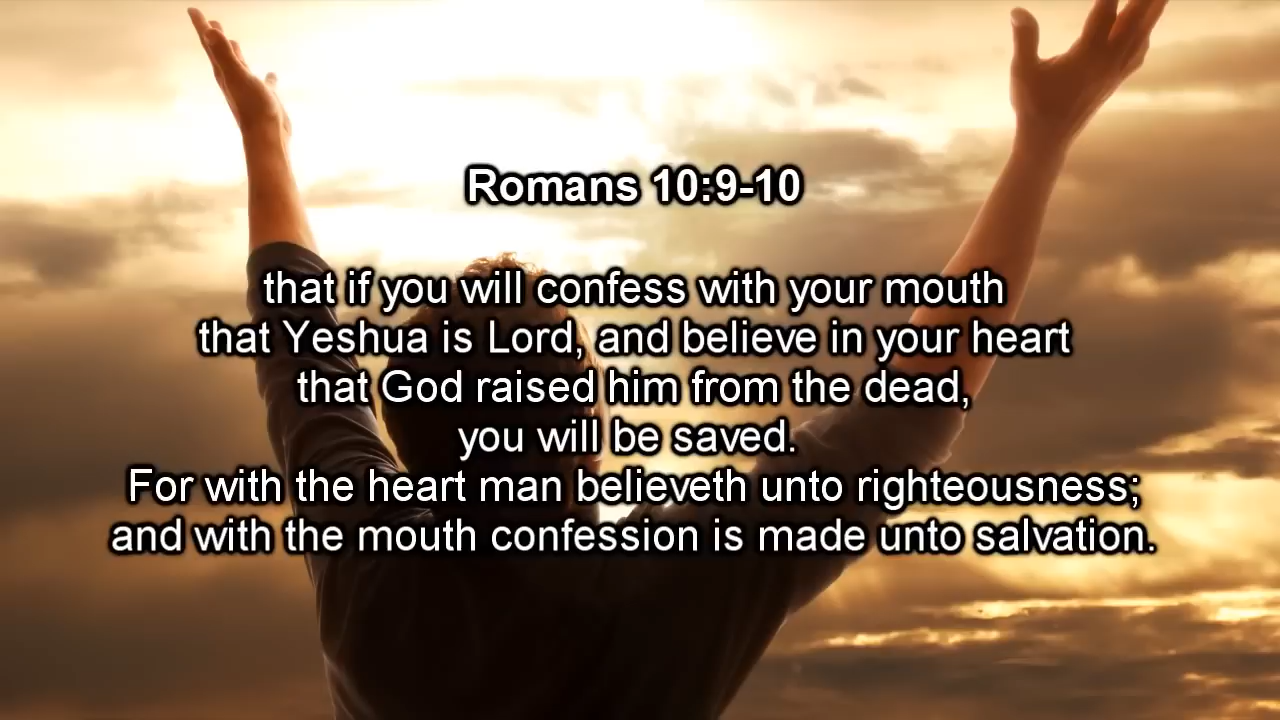 Romans 10:9-10
that if you will confess with your mouth
that Yeshua is Lord, and believe in your heart
that God raised him from the dead,
you will be saved.
For with the heart man believeth unto righteousness;
and with the mouth confession is made unto salvation.